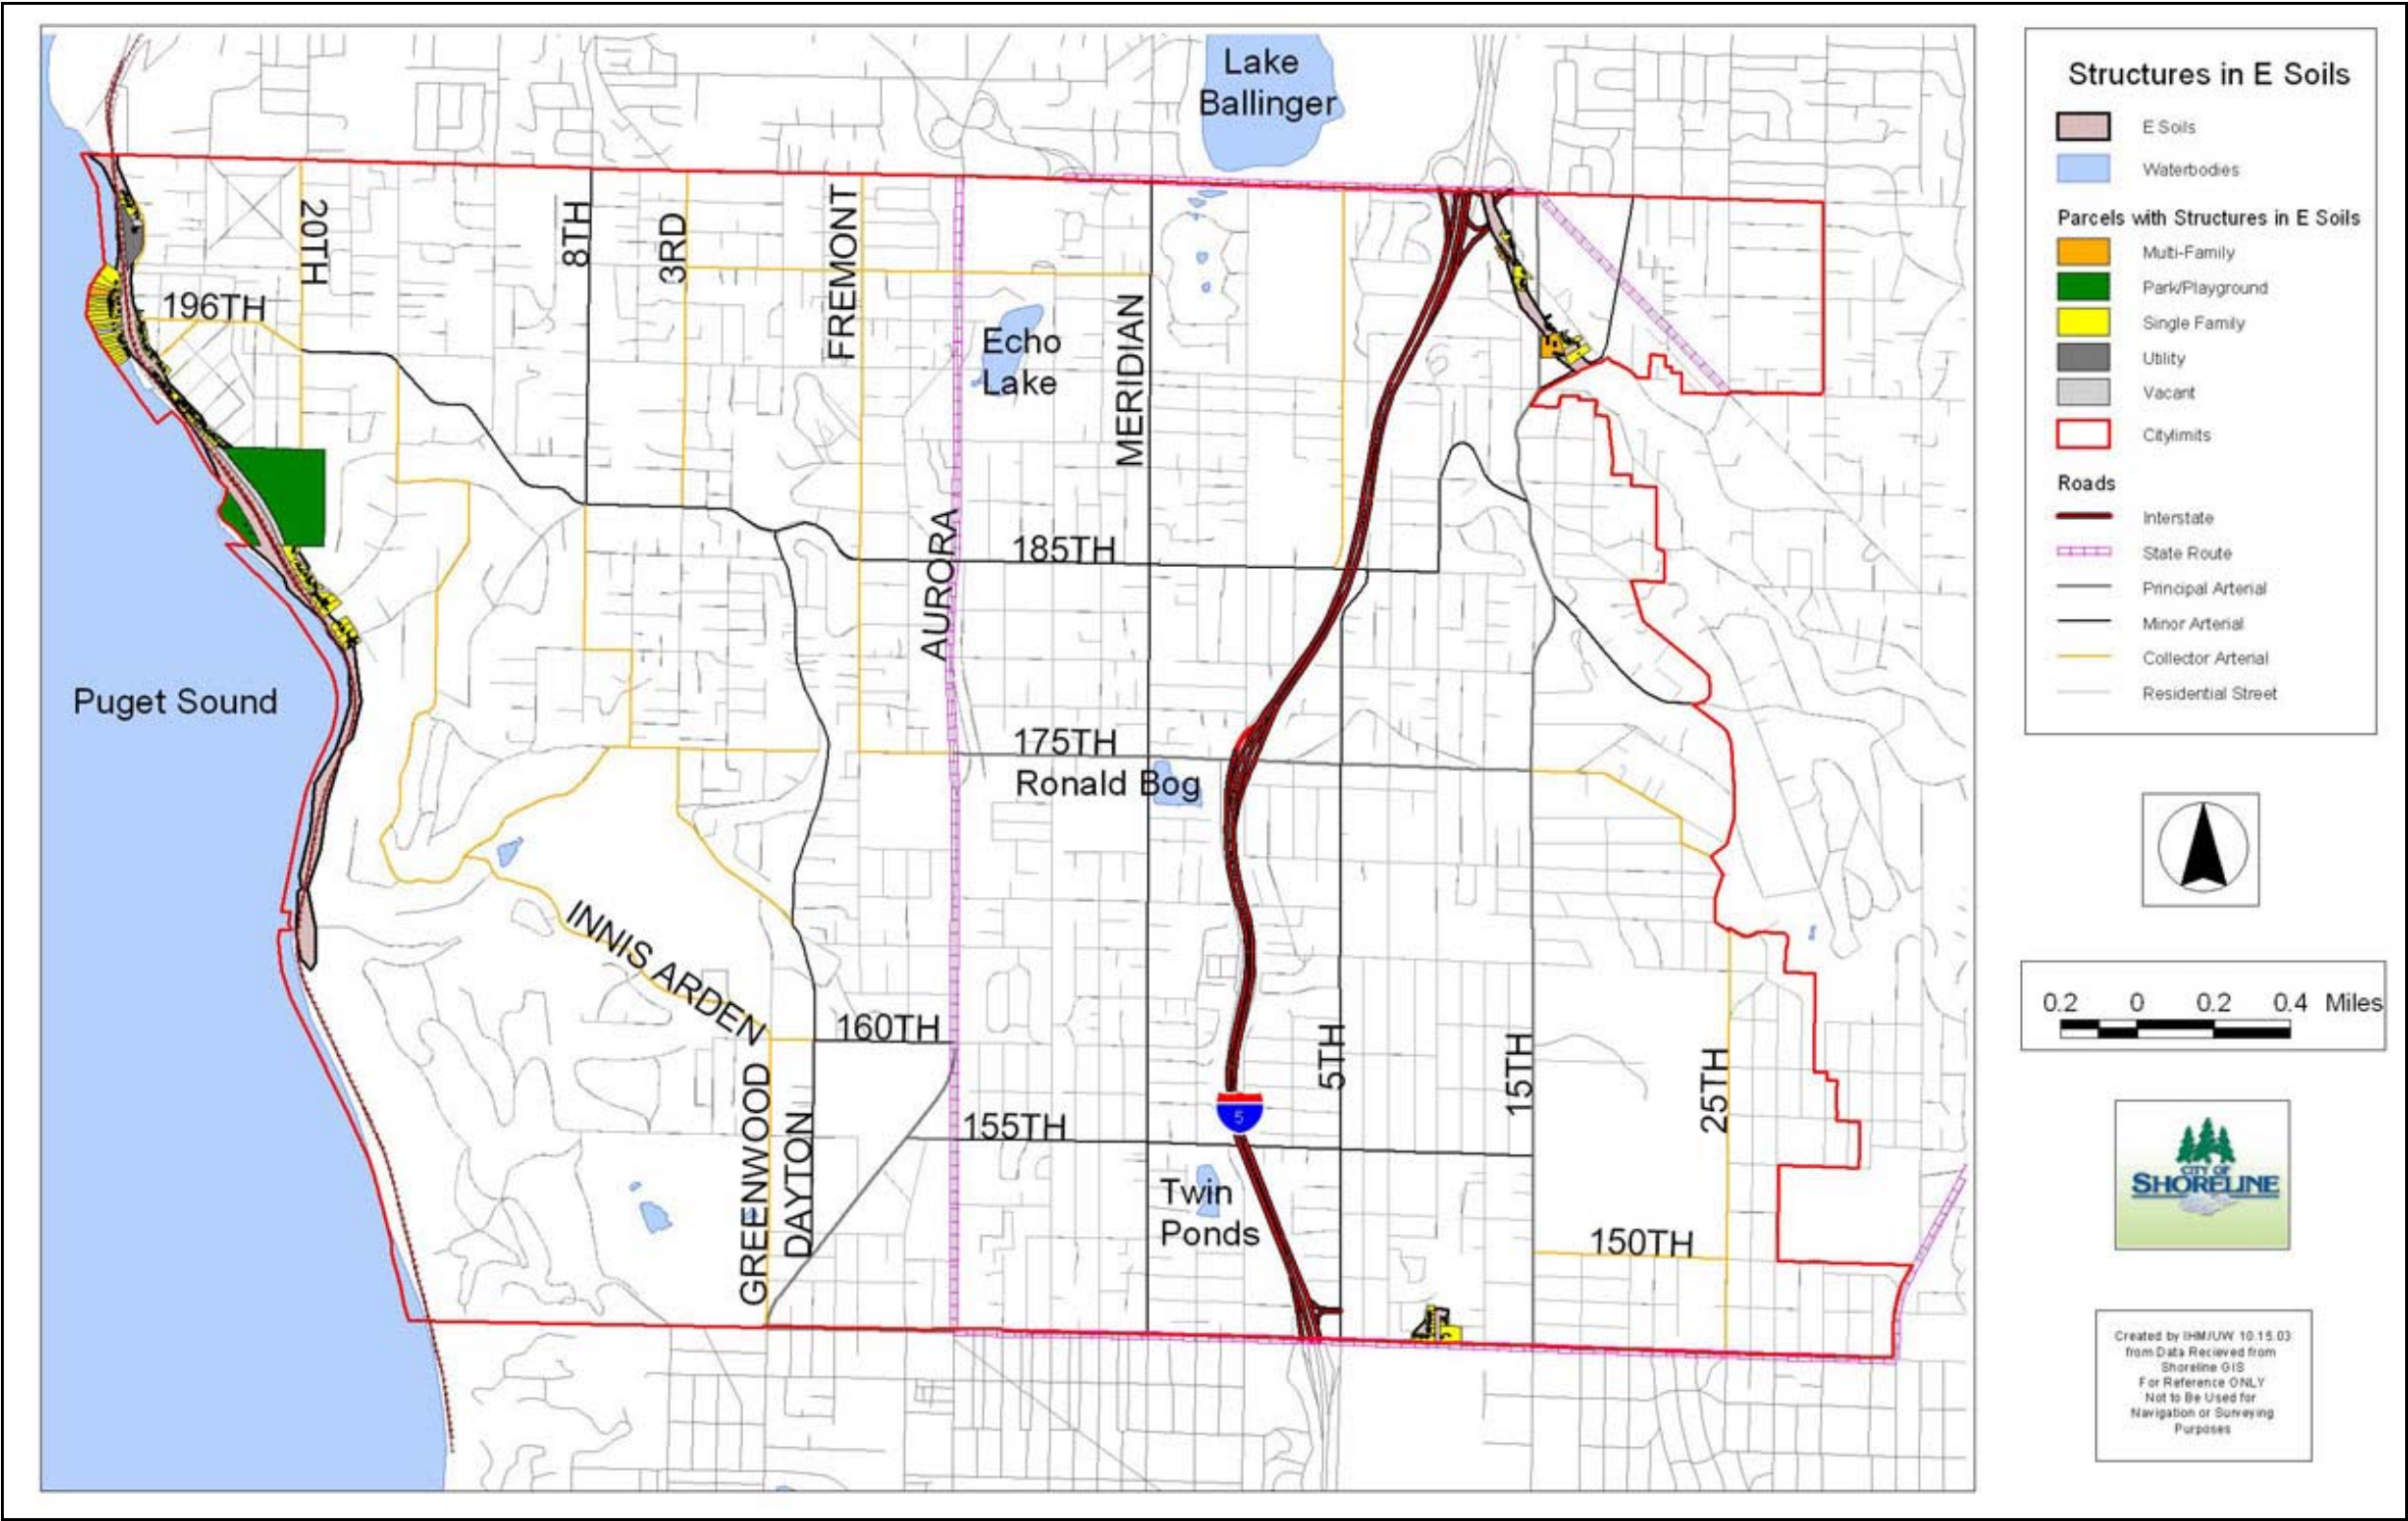 Lake
Ballinger
20TH
8TH
3RD
FREMONT
196TH
Echo
Lake
MERIDIAN
AURORA
185TH
Puget Sound
175TH
Ronald Bog
INNIS ARDEN
160TH
5TH
15TH
25TH
GREENWOOD
DAYTON
155TH
5
Twin
Ponds
150TH
Structures in E Soils
E Soils
Waterbodies
Parcels with Structures in E Soils
Multi-Family
Park/Playground
Single Family
Utility
Vacant
Citylimits
Roads
Interstate
State Route
Principal Arterial
Minor Arterial
Collector Arterial
Residential Street
0.2 0 0.2 0.4 Miles
CITY OF
SHORELINE
Created by IHM/UW 10.15.03
from Data Recieved from
Shoreline GIS
For Reference ONLY
Not to Be Used for
Navigation or Surveying
Purposes